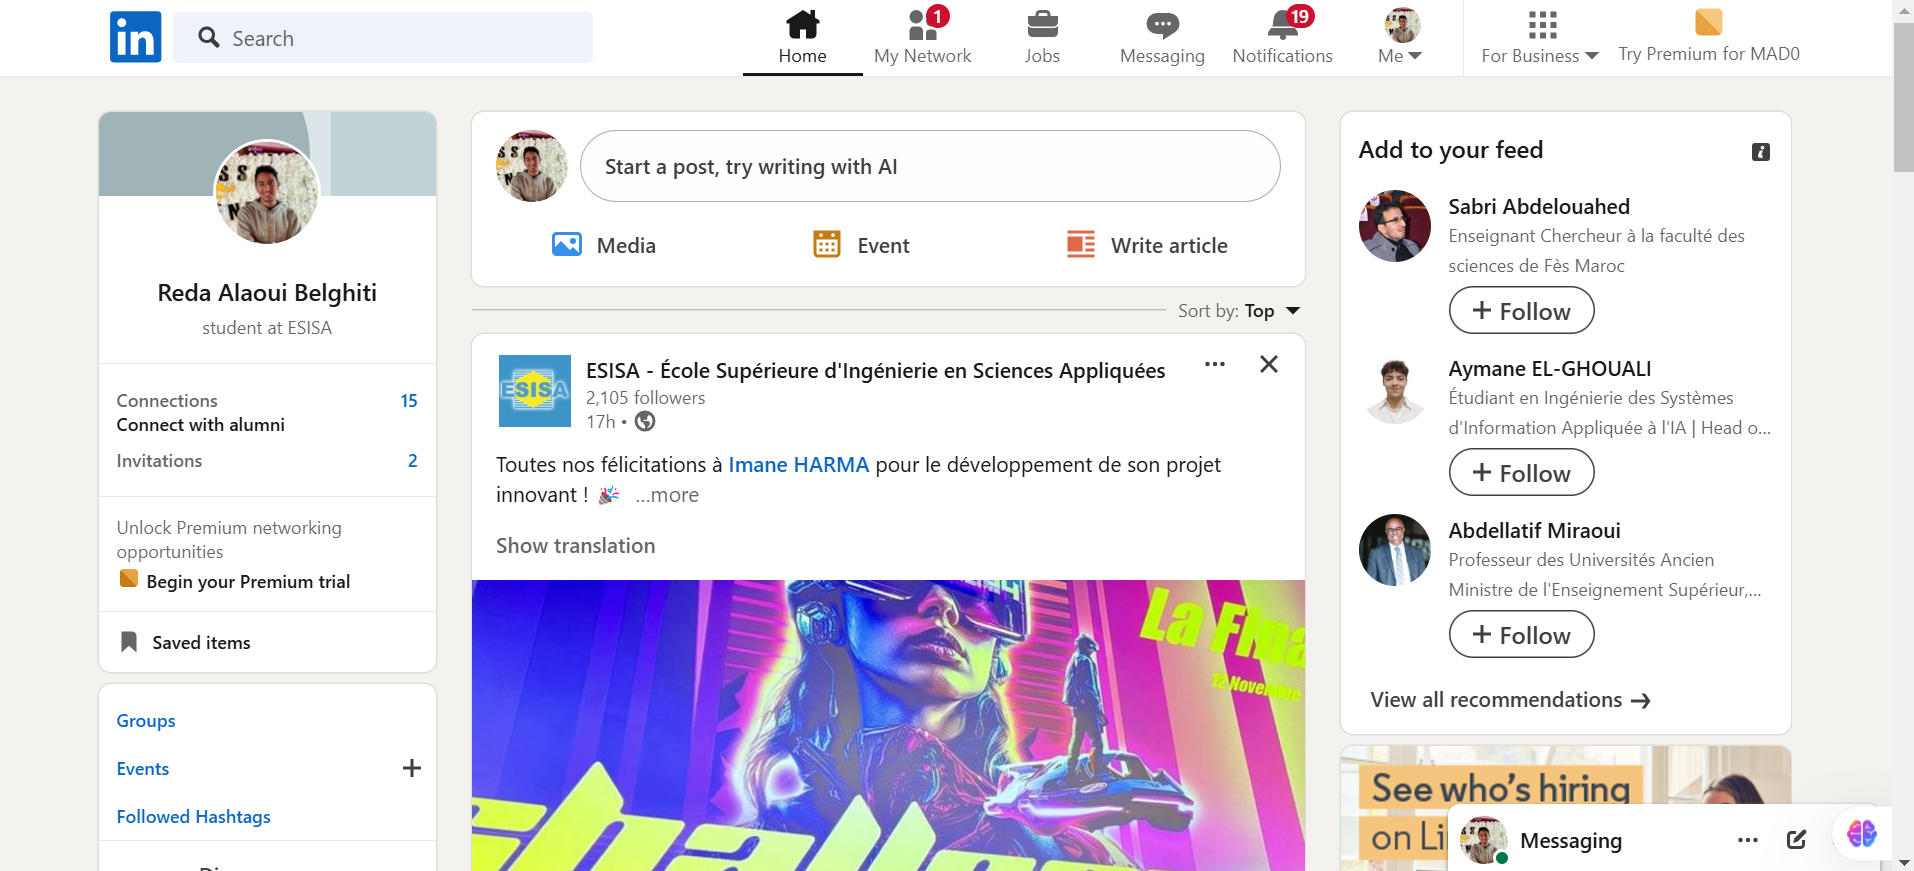 in
Search
Home
1
My Network
Jobs
Messaging
19
Notifications
Me
For Business
Try Premium for MAD0
Reda Alaoui Belghiti
student at ESISA
Connections 15
Connect with alumni
Invitations 2
Unlock Premium networking
opportunities
Begin your Premium trial
Saved items
Groups
Events
Followed Hashtags
Start a post, try writing with AI
Media
Event
Write article
Sort by: Top
ESISA
ESISA - École Supérieure d'Ingénierie en Sciences Appliquées
2,105 followers
17h •
Toutes nos félicitations à Imane HARMA pour le développement de son projet
innovant ! 🎉 ...more
Show translation
La Fina
12 Novembre
Challen
Add to your feed
Sabri Abdelouahed
Enseignant Chercheur à la faculté des
sciences de Fès Maroc
+ Follow
Aymane EL-GHOUALI
Étudiant en Ingénierie des Systèmes
d'Information Appliquée à l'IA | Head o...
+ Follow
Abdellatif Miraoui
Professeur des Universités Ancien
Ministre de l'Enseignement Supérieur,...
+ Follow
View all recommendations →
See who's hiring
on Li
Messaging